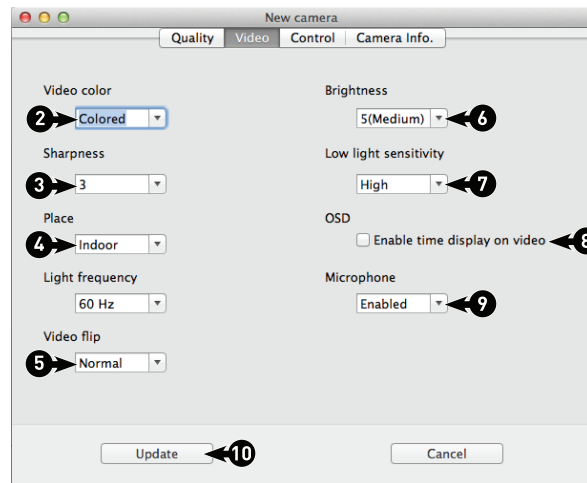 New camera
Quality Video Control Camera Info.
Video color
2 Colored
Sharpness
3 3
Place
4 Indoor
Light frequency
60 Hz
Video flip
5 Normal
Brightness
5(Medium) 6
Low light sensitivity
High 7
OSD
Enable time display on video 8
Microphone
Enabled 9
Update 10
Cancel